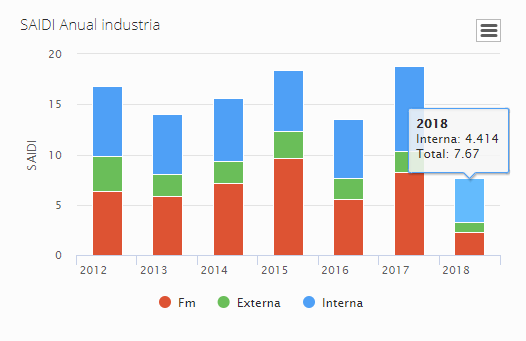 SAIDI Anual industria
20
15
10
5
0
SAIDI
2018
Interna: 4.414
Total: 7.67
2012 2013 2014 2015 2016 2017 2018
Fm Externa Interna